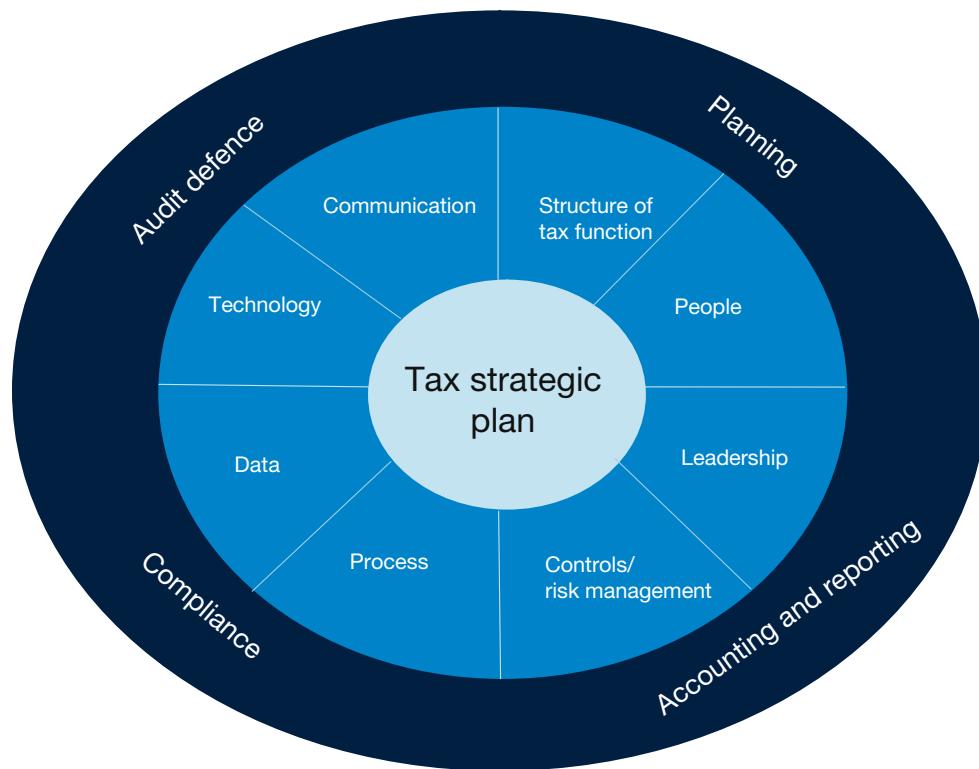 Planning
Audit defence
Communication
Structure of
tax function
Technology
People
Tax strategic
plan
Data
Leadership
Process
Controls/
risk management
Compliance
Accounting and reporting